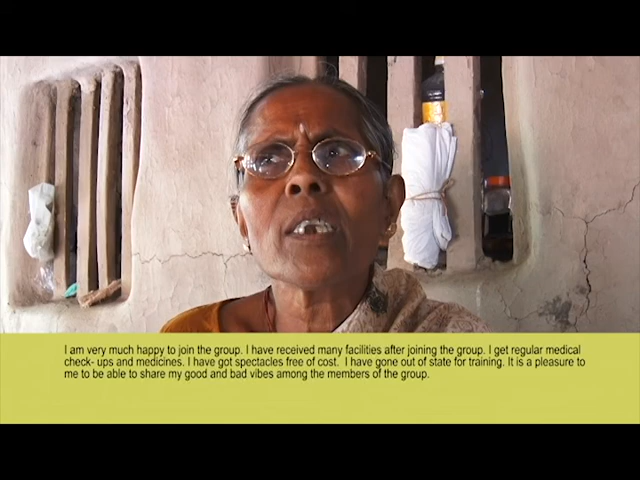 I am very much happy to join the group. I have received many facilities after joining the group. I get regular medical
check- ups and medicines. I have got spectacles free of cost.  I have gone out of state for training. It is a pleasure to
me to be able to share my good and bad vibes among the members of the group.